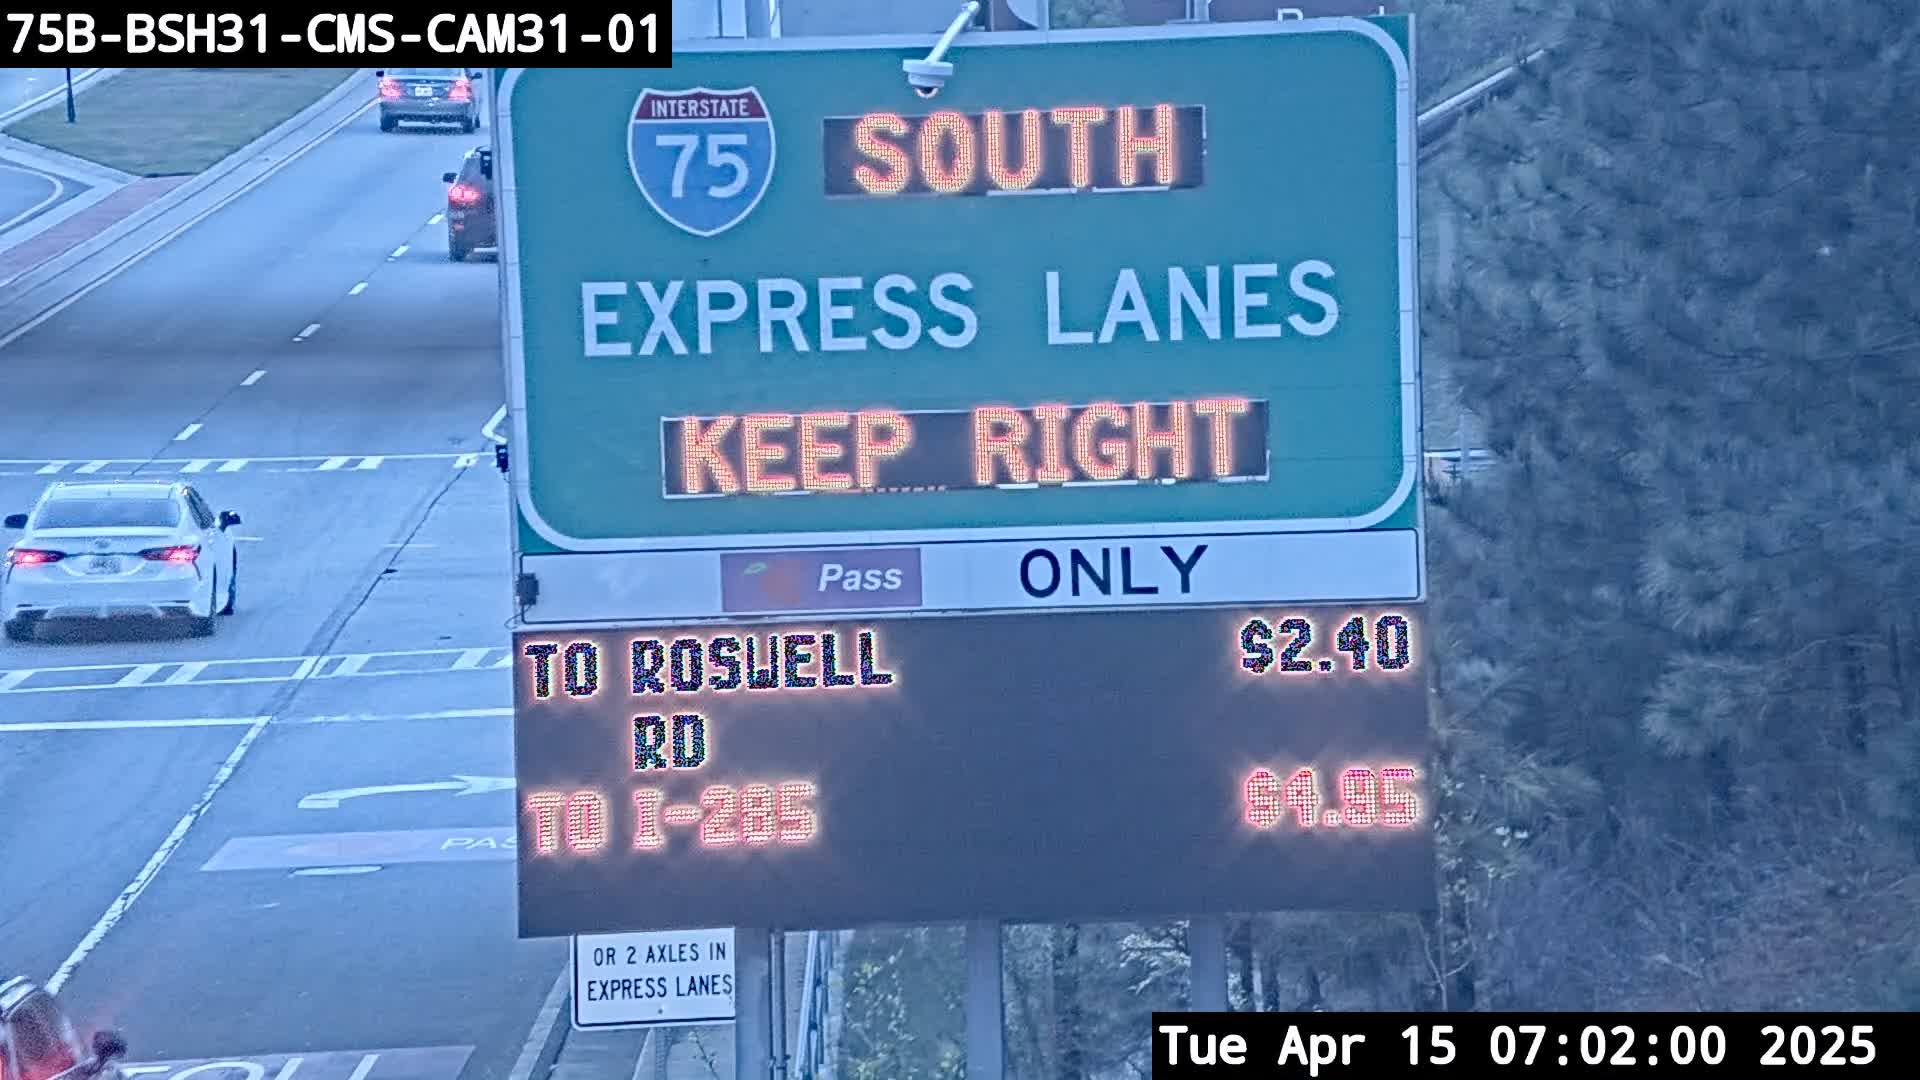 75B-BSH31-CMS-CAM31-01
INTERSTATE
75
SOUTH
EXPRESS LANES
KEEP RIGHT
Pass ONLY
TO ROSWELL $2.40
RD
TO I-285 $4.95
OR 2 AXLES IN
EXPRESS LANES
Tue Apr 15 07:02:00 2025